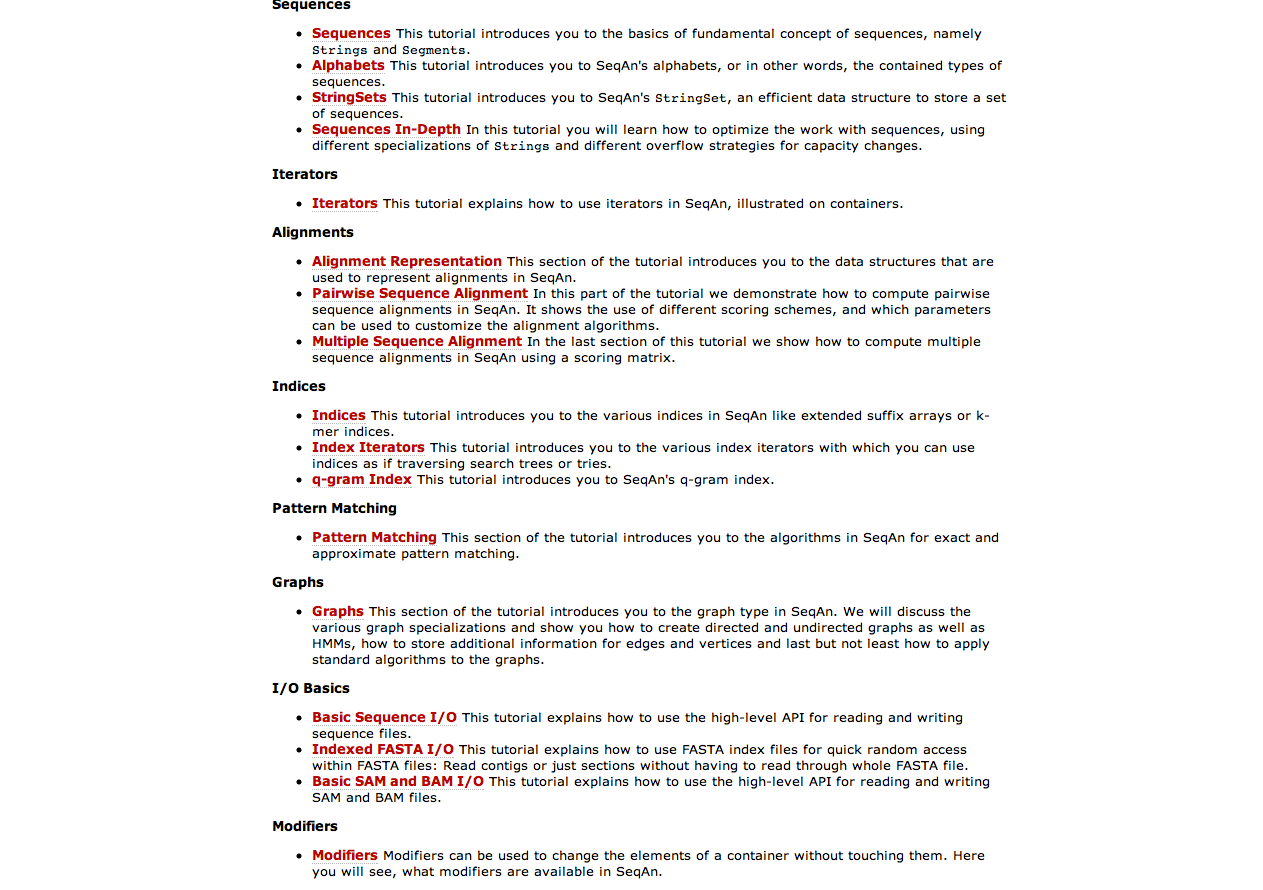 Sequences
Sequences This tutorial introduces you to the basics of fundamental concept of sequences, namely
Strings and Segments.
Alphabets This tutorial introduces you to SeqAn's alphabets, or in other words, the contained types of
sequences.
StringSets This tutorial introduces you to SeqAn's StringSet, an efficient data structure to store a set
of sequences.
Sequences In-Depth In this tutorial you will learn how to optimize the work with sequences, using
different specializations of Strings and different overflow strategies for capacity changes.
Iterators
Iterators This tutorial explains how to use iterators in SeqAn, illustrated on containers.
Alignments
Alignment Representation This section of the tutorial introduces you to the data structures that are
used to represent alignments in SeqAn.
Pairwise Sequence Alignment In this part of the tutorial we demonstrate how to compute pairwise
sequence alignments in SeqAn. It shows the use of different scoring schemes, and which parameters
can be used to customize the alignment algorithms.
Multiple Sequence Alignment In the last section of this tutorial we show how to compute multiple
sequence alignments in SeqAn using a scoring matrix.
Indices
Indices This tutorial introduces you to the various indices in SeqAn like extended suffix arrays or k-
mer indices.
Index Iterators This tutorial introduces you to the various index iterators with which you can use
indices as if traversing search trees or tries.
q-gram Index This tutorial introduces you to SeqAn's q-gram index.
Pattern Matching
Pattern Matching This section of the tutorial introduces you to the algorithms in SeqAn for exact and
approximate pattern matching.
Graphs
Graphs This section of the tutorial introduces you to the graph type in SeqAn. We will discuss the
various graph specializations and show you how to create directed and undirected graphs as well as
HMMs, how to store additional information for edges and vertices and last but not least how to apply
standard algorithms to the graphs.
I/O Basics
Basic Sequence I/O This tutorial explains how to use the high-level API for reading and writing
sequence files.
Indexed FASTA I/O This tutorial explains how to use FASTA index files for quick random access
within FASTA files: Read contigs or just sections without having to read through whole FASTA file.
Basic SAM and BAM I/O This tutorial explains how to use the high-level API for reading and writing
SAM and BAM files.
Modifiers
Modifiers Modifiers can be used to change the elements of a container without touching them. Here
you will see, what modifiers are available in SeqAn.